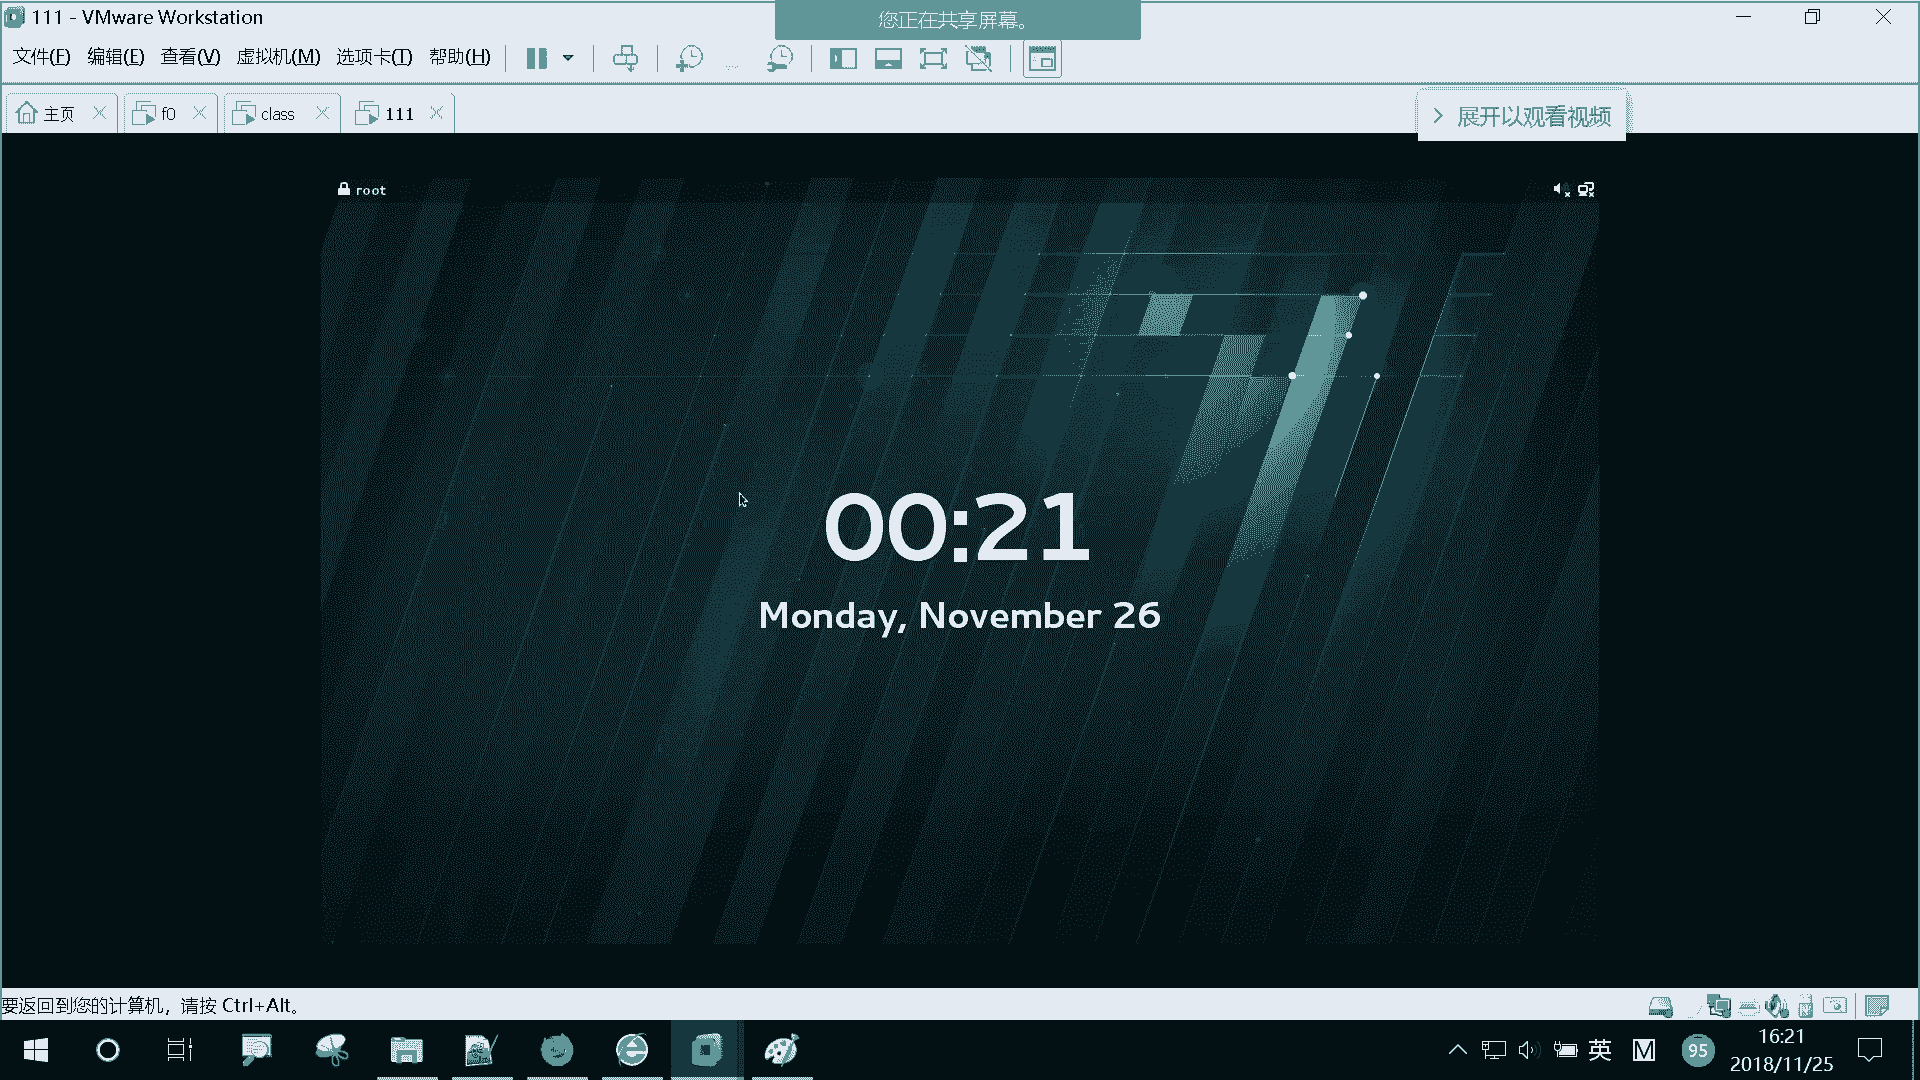 111 - VMware Workstation
您正在共享屏幕。
文件(F) 编辑(E) 查看(V) 虚拟机(M) 选项卡(T) 帮助(H)
主页 f0 class 111
展开以观看视频
root
00:21
Monday, November 26
要返回到您的计算机，请按 Ctrl+Alt。
英 M 95 16:21
2018/11/25